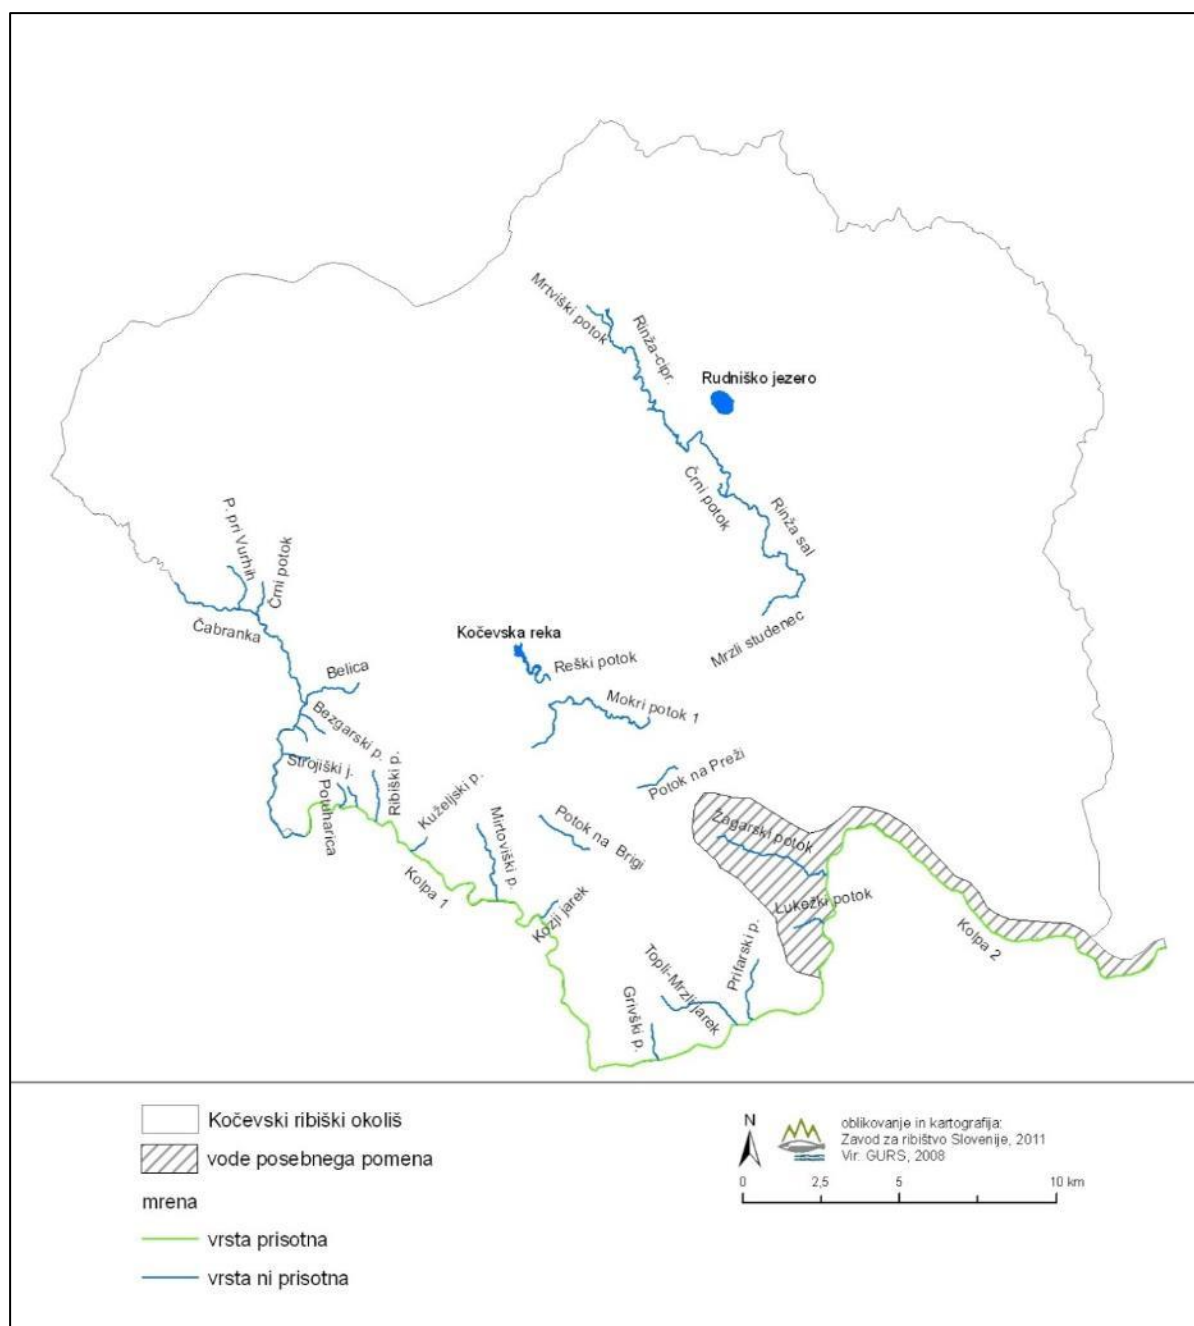 Mrtviški potok
Rinža-cipr.
Rudniško jezero
Črni potok
Rinža sal
Mrzli studenec
P. pri Vurhih
Črni potok
Čabranka
Kočevska reka
Reški potok
Belica
Mokri potok 1
Bezgarski p.
Strojiški j.
Potuharica
Ribiški p.
Kuželjski p.
Potok na Preži
Mirtoviški p.
Potok na Brigi
Žagarski potok
Kolpa 1
Kozji jarek
Lukežki potok
Kolpa 2
Prifarski p.
Topli-Mrzli jarek
Grivški p.
Kočevski ribiški okoliš
vode posebnega pomena
mrena
vrsta prisotna
vrsta ni prisotna
N
oblikovanje in kartografija:
Zavod za ribištvo Slovenije, 2011
Vir: GURS, 2008
0 2,5 5 10 km